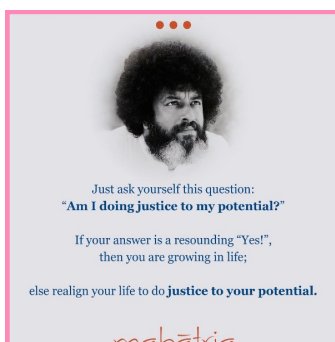 Just ask yourself this question:
“Am I doing justice to my potential?”
If your answer is a resounding “Yes!”,
then you are growing in life;
else realign your life to do justice to your potential.